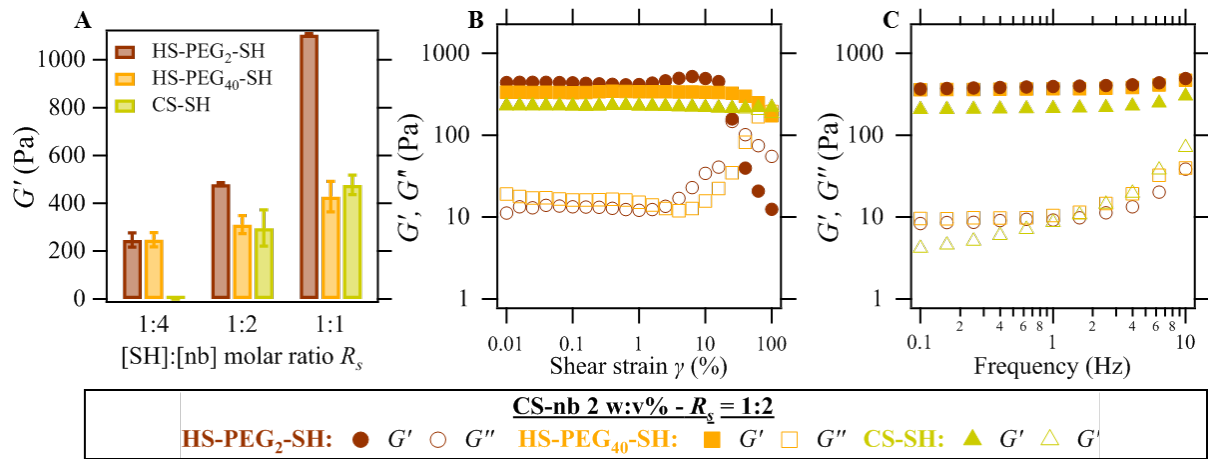 A
1000
800
600
400
200
0
G′ (Pa)
HS-PEG2-SH
HS-PEG40-SH
CS-SH
1:4 1:2 1:1
[SH]:[nb] molar ratio Rs
B
1000
100
10
1
G′, G″ (Pa)
0.01 0.1 1 10 100
Shear strain γ (%)
C
1000
100
10
1
G′, G″ (Pa)
0.1 2 4 6 8 1 2 4 6 8 10
Frequency (Hz)
CS-nb 2 w:v% - Rs = 1:2
HS-PEG2-SH: G′ G″ HS-PEG40-SH: G′ G″ CS-SH: G′ G′